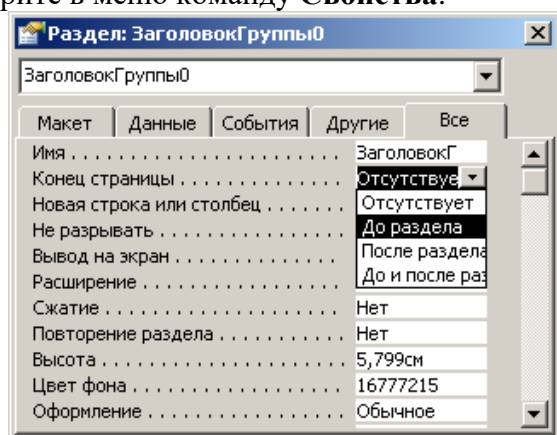 рите в меню команду Свойства.
Раздел: ЗаголовокГруппы0
ЗаголовокГруппы0
Макет Данные События Другие Все
Имя ЗаголовокГ
Конец страницы Отсутствуе
Новая строка или столбец Отсутствует
Не разрывать До раздела
Вывод на экран После раздела
Расширение До и после раз
Сжатие Нет
Повторение раздела Нет
Высота 5,799см
Цвет фона 16777215
Оформление Обычное